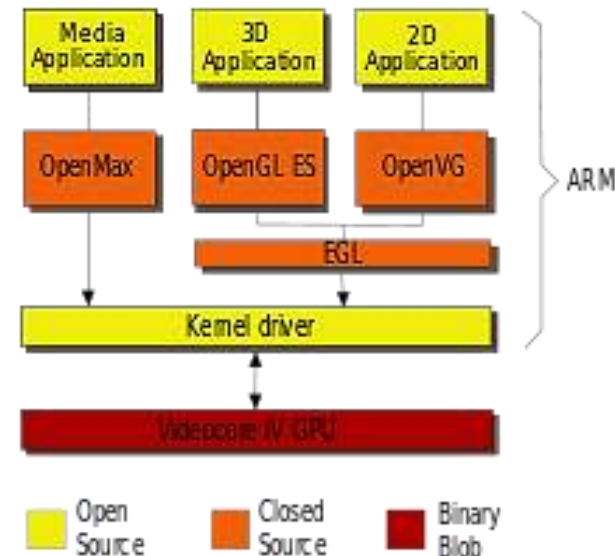 Media
Application
3D
Application
2D
Application
OpenMax
OpenGL ES
OpenVG
ARM
EGL
Kernel driver
Videocore IV GPU
Open
Source
Closed
Source
Binary
Blob